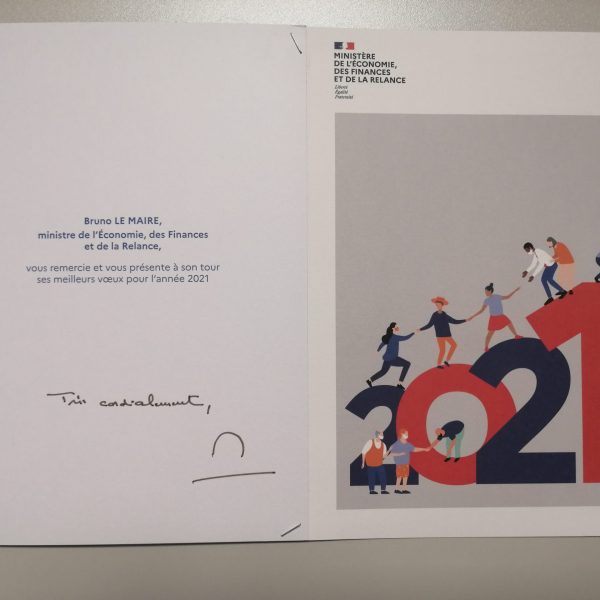 Bruno LE MAIRE,
ministre de l'Économie, des Finances
et de la Relance,
vous remercie et vous présente à son tour
ses meilleurs vœux pour l'année 2021
Très cordialement,
MINISTÈRE
DE L'ÉCONOMIE,
DES FINANCES
ET DE LA RELANCE
Liberté
Égalité
Fraternité
2021